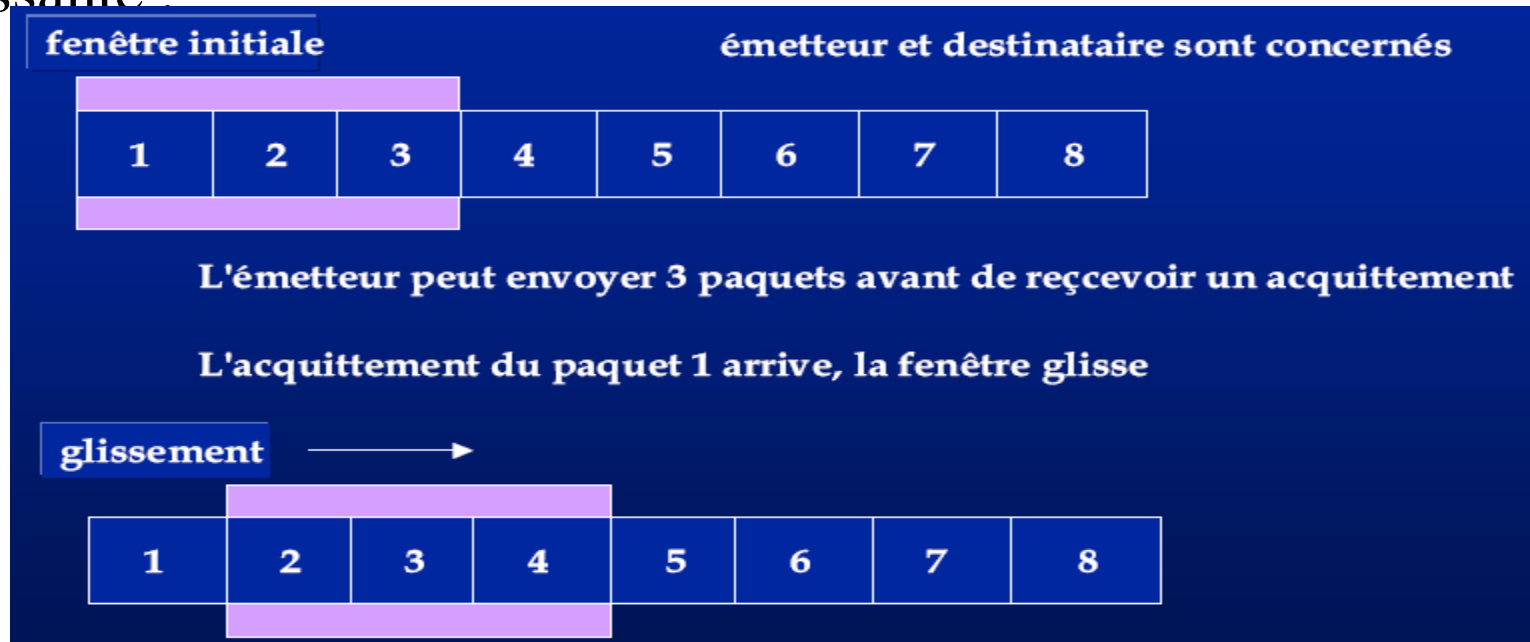 fenêtre initiale
émetteur et destinataire sont concernés
1 2 3 4 5 6 7 8
L'émetteur peut envoyer 3 paquets avant de reçcevoir un acquittement
L'acquittement du paquet 1 arrive, la fenêtre glisse
glissement
1 2 3 4 5 6 7 8